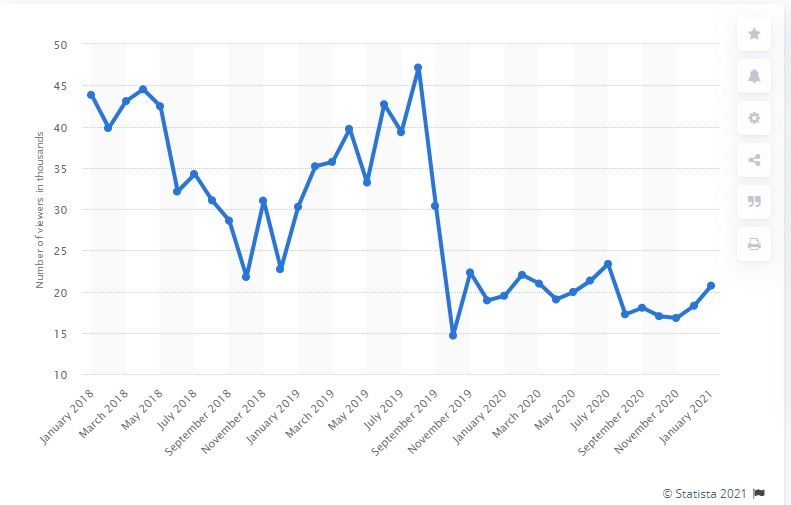 50
45
40
35
30
25
20
15
10
Number of viewers in thousands
January 2018
March 2018
May 2018
July 2018
September 2018
November 2018
January 2019
March 2019
May 2019
July 2019
September 2019
November 2019
January 2020
March 2020
May 2020
July 2020
September 2020
November 2020
January 2021
© Statista 2021